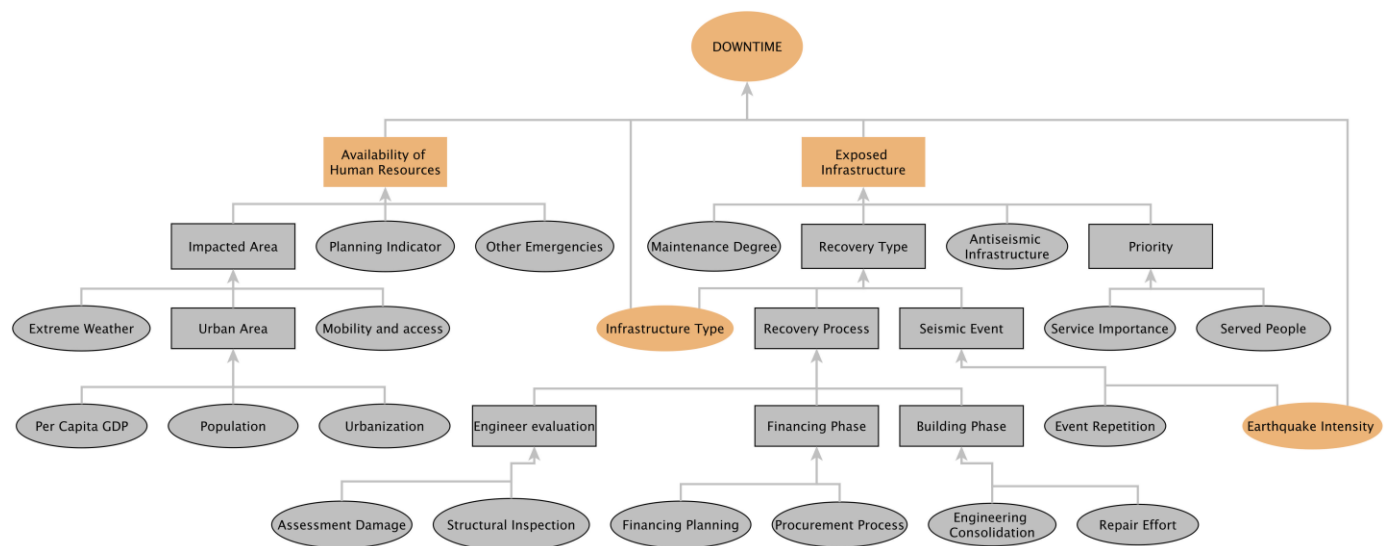 DOWNTIME
Availability of
Human Resources
Exposed
Infrastructure
Impacted Area
Planning Indicator
Other Emergencies
Maintenance Degree
Recovery Type
Antiseismic
Infrastructure
Priority
Extreme Weather
Urban Area
Mobility and access
Infrastructure Type
Recovery Process
Seismic Event
Service Importance
Served People
Per Capita GDP
Population
Urbanization
Engineer evaluation
Financing Phase
Building Phase
Event Repetition
Earthquake Intensity
Assessment Damage
Structural Inspection
Financing Planning
Procurement Process
Engineering
Consolidation
Repair Effort